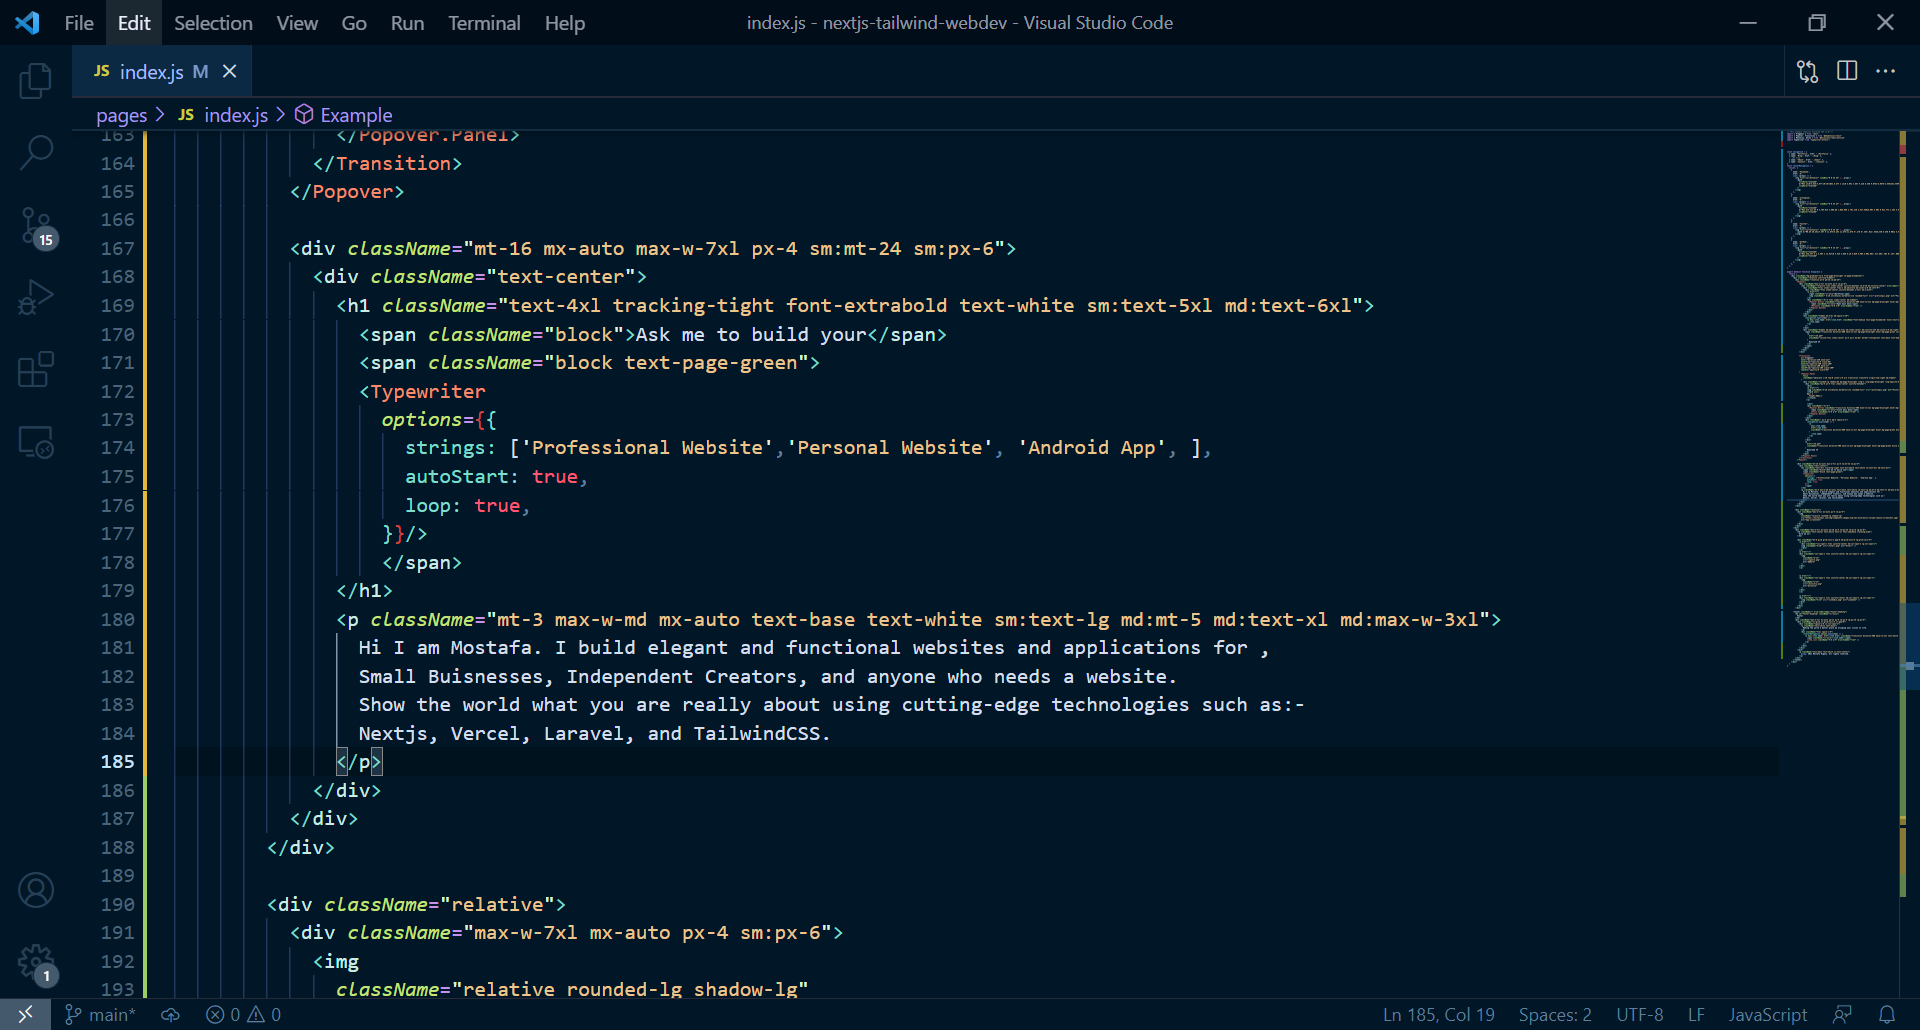 File Edit Selection View Go Run Terminal Help index.js - nextjs-tailwind-webdev - Visual Studio Code
JS index.js M
pages > JS index.js > Example
163 </Popover.Panel>
164 </Transition>
165 </Popover>
166
167 <div className="mt-16 mx-auto max-w-7xl px-4 sm:mt-24 sm:px-6">
168 <div className="text-center">
169 <h1 className="text-4xl tracking-tight font-extrabold text-white sm:text-5xl md:text-6xl">
170 <span className="block">Ask me to build your</span>
171 <span className="block text-page-green">
172 <Typewriter
173 options={{
174 strings: ['Professional Website','Personal Website', 'Android App', ],
175 autoStart: true,
176 loop: true,
177 }}/>
178 </span>
179 </h1>
180 <p className="mt-3 max-w-md mx-auto text-base text-white sm:text-lg md:mt-5 md:text-xl md:max-w-3xl">
181 Hi I am Mostafa. I build elegant and functional websites and applications for ,
182 Small Buisnesses, Independent Creators, and anyone who needs a website.
183 Show the world what you are really about using cutting-edge technologies such as:-
184 Nextjs, Vercel, Laravel, and TailwindCSS.
185 </p>
186 </div>
187 </div>
188 </div>
189
190 <div className="relative">
191 <div className="max-w-7xl mx-auto px-4 sm:px-6">
192 <img
193 className="relative rounded-lg shadow-lg"
15
1
main* 0 0 Ln 185, Col 19 Spaces: 2 UTF-8 LF JavaScript